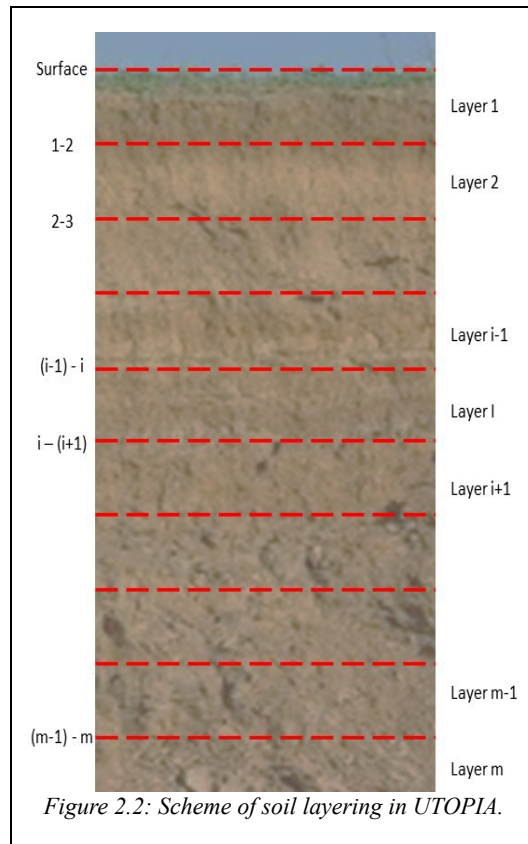 Surface
Layer 1
1-2
Layer 2
2-3
Layer i-1
(i-1) - i
Layer I
i – (i+1)
Layer i+1
Layer m-1
(m-1) - m
Layer m
Figure 2.2: Scheme of soil layering in UTOPIA.